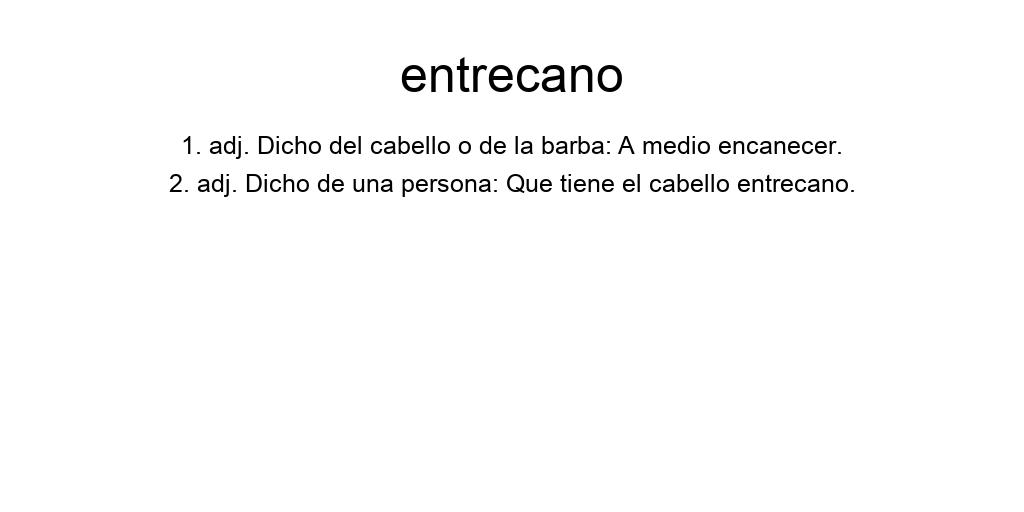 entrecano
1. adj. Dicho del cabello o de la barba: A medio encanecer.
2. adj. Dicho de una persona: Que tiene el cabello entrecano.